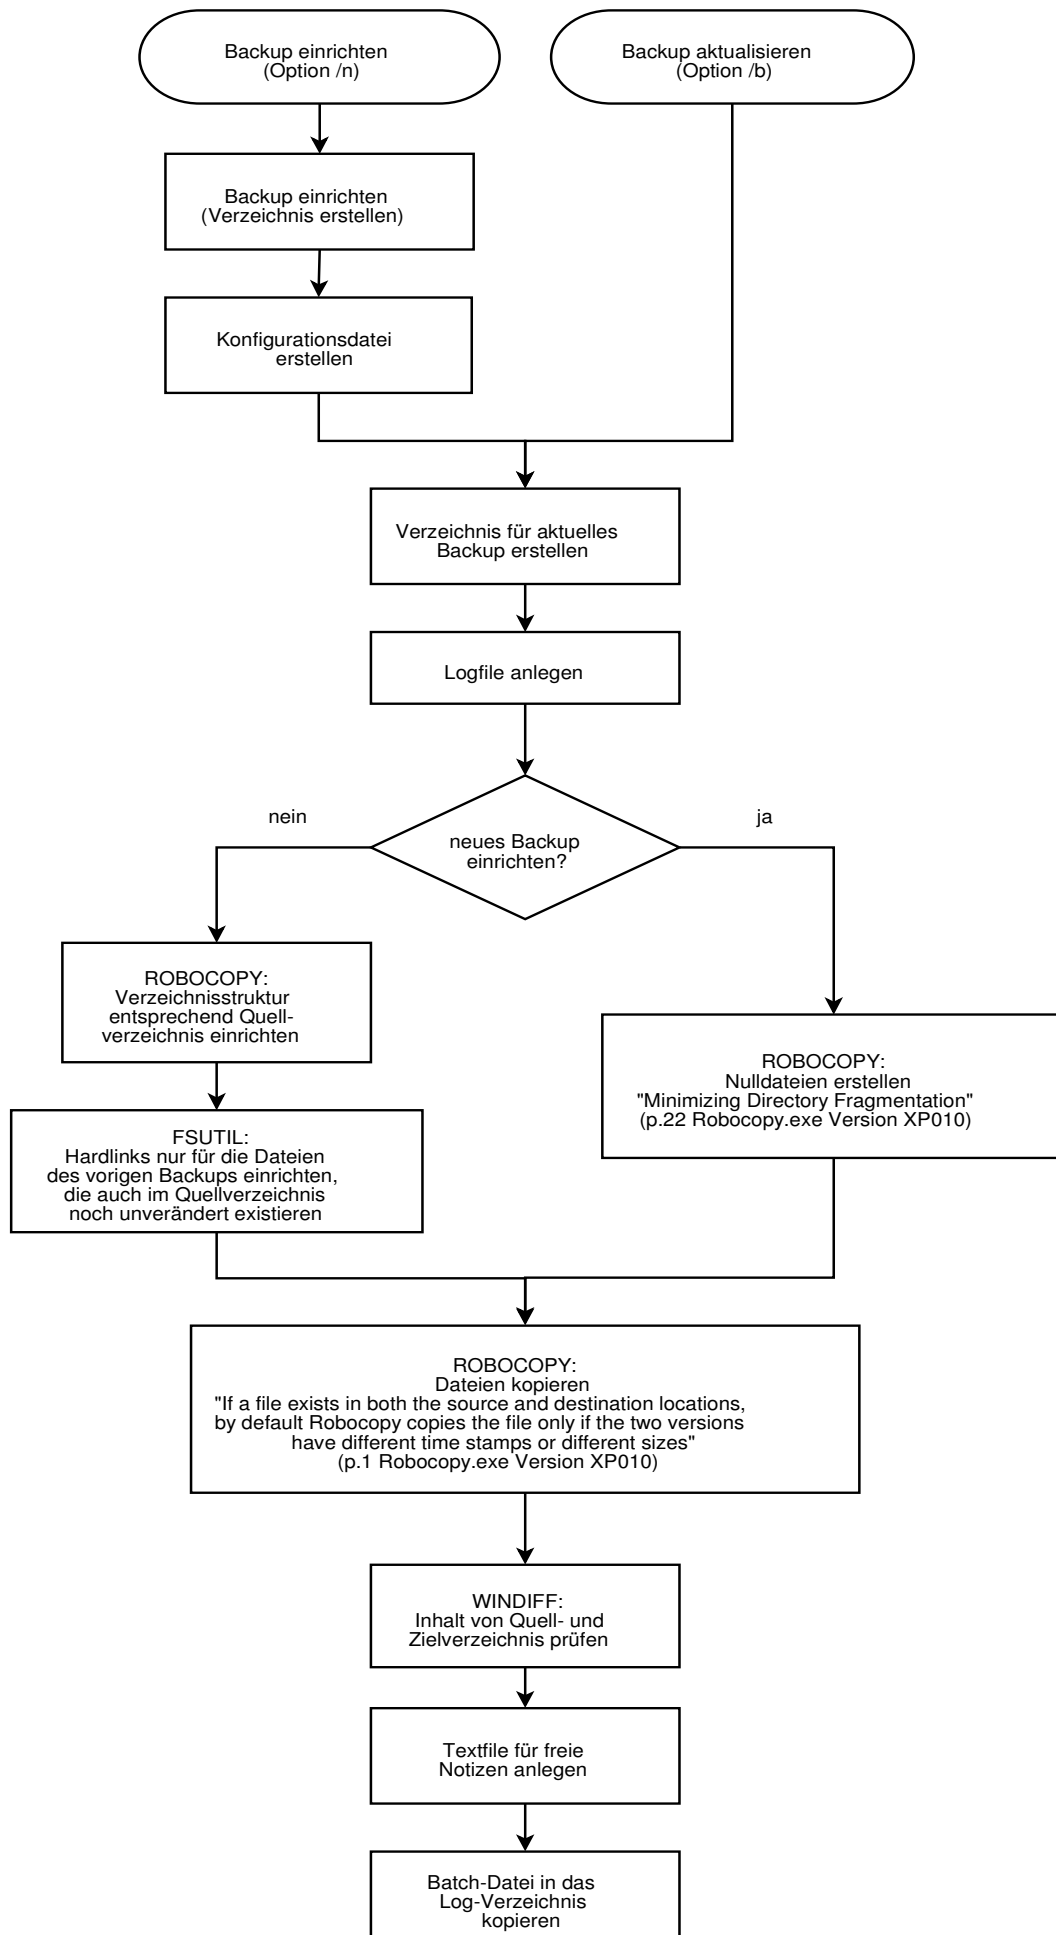 Backup einrichten
(Option /n)
Backup aktualisieren
(Option /b)
Backup einrichten
(Verzeichnis erstellen)
Konfigurationsdatei
erstellen
Verzeichnis für aktuelles
Backup erstellen
Logfile anlegen
nein
neues Backup
einrichten?
ja
ROBOCOPY:
Verzeichnisstruktur
entsprechend Quell-
verzeichnis einrichten
ROBOCOPY:
Nulldateien erstellen
"Minimizing Directory Fragmentation"
(p.22 Robocopy.exe Version XP010)
FSUTIL:
Hardlinks nur für die Dateien
des vorigen Backups einrichten,
die auch im Quellverzeichnis
noch unverändert existieren
ROBOCOPY:
Dateien kopieren
"If a file exists in both the source and destination locations,
by default Robocopy copies the file only if the two versions
have different time stamps or different sizes"
(p.1 Robocopy.exe Version XP010)
WINDIFF:
Inhalt von Quell- und
Zielverzeichnis prüfen
Textfile für freie
Notizen anlegen
Batch-Datei in das
Log-Verzeichnis
kopieren